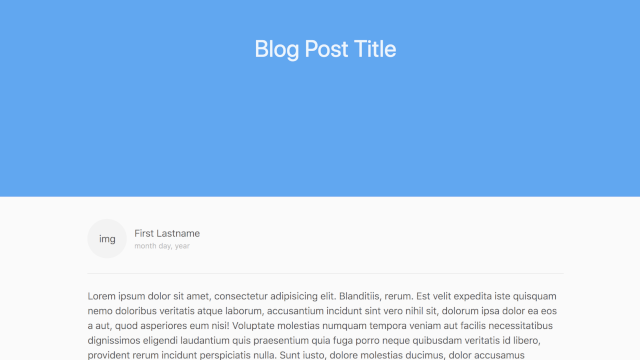 Blog Post Title
img
First Lastname
month day, year
Lorem ipsum dolor sit amet, consectetur adipisicing elit. Blanditiis, rerum. Est velit expedita iste quisquam
nemo doloribus veritatis atque laborum, accusantium incidunt sint vero nihil sit, dolorum ipsa dolor ea eos
a aut, quod asperiores eum nisi! Voluptate molestias numquam tempora veniam aut facilis necessitatibus
dignissimos eligendi laudantium quis praesentium quia fuga porro neque quibusdam veritatis id libero,
provident rerum incidunt perspiciatis nulla. Sunt iusto, dolore molestias ducimus, dolor accusamus